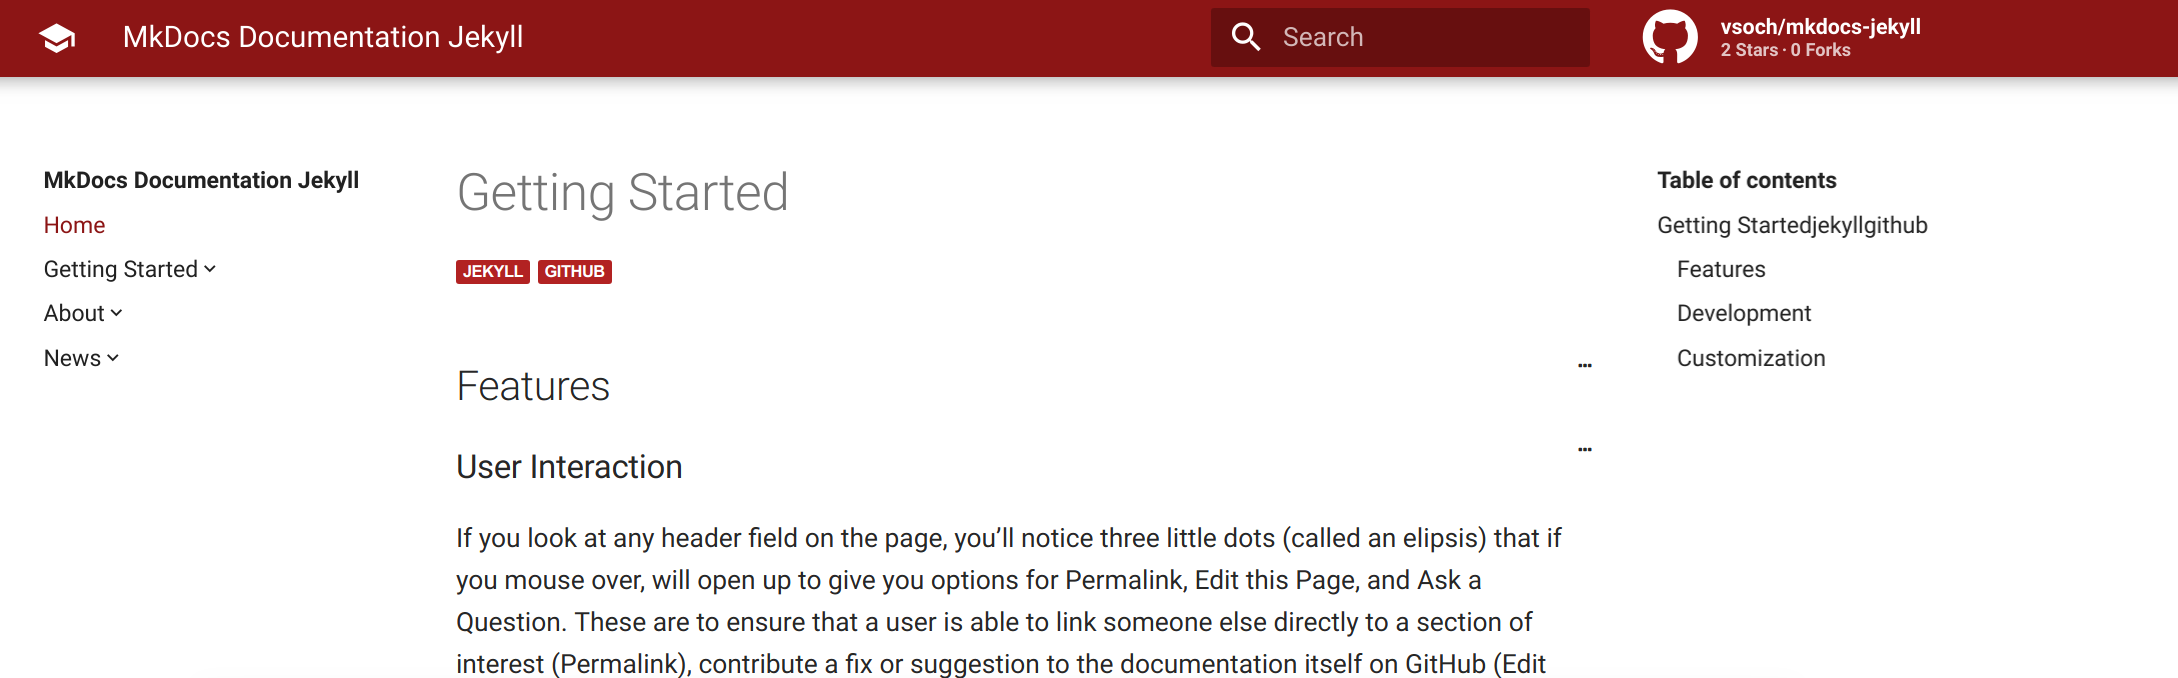 MkDocs Documentation Jekyll
Search
vsoch/mkdocs-jekyll
2 Stars · 0 Forks
MkDocs Documentation Jekyll
Home
Getting Started
About
News
Getting Started
JEKYLL GITHUB
Features
...
User Interaction
...
If you look at any header field on the page, you’ll notice three little dots (called an elipsis) that if
you mouse over, will open up to give you options for Permalink, Edit this Page, and Ask a
Question. These are to ensure that a user is able to link someone else directly to a section of
interest (Permalink), contribute a fix or suggestion to the documentation itself on GitHub (Edit
Table of contents
Getting Startedjekyllgithub
Features
Development
Customization